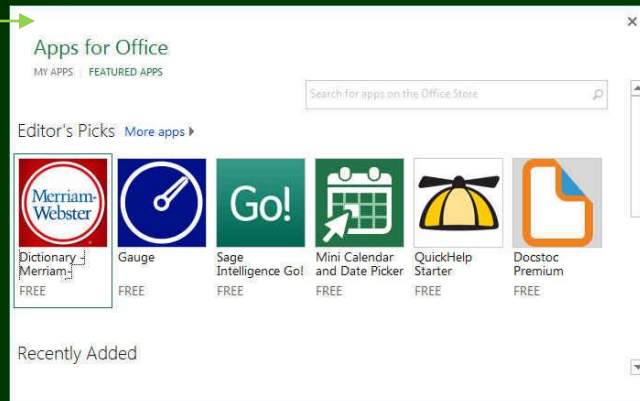 Apps for Office
MY APPS | FEATURED APPS
Search for apps on the Office Store
Editor's Picks More apps
Merriam-
Webster
Go!
Dictionary -
Merriam-
FREE
Gauge
FREE
Sage
Intelligence Go!
FREE
Mini Calendar
and Date Picker
FREE
QuickHelp
Starter
FREE
Docstoc
Premium
FREE
Recently Added